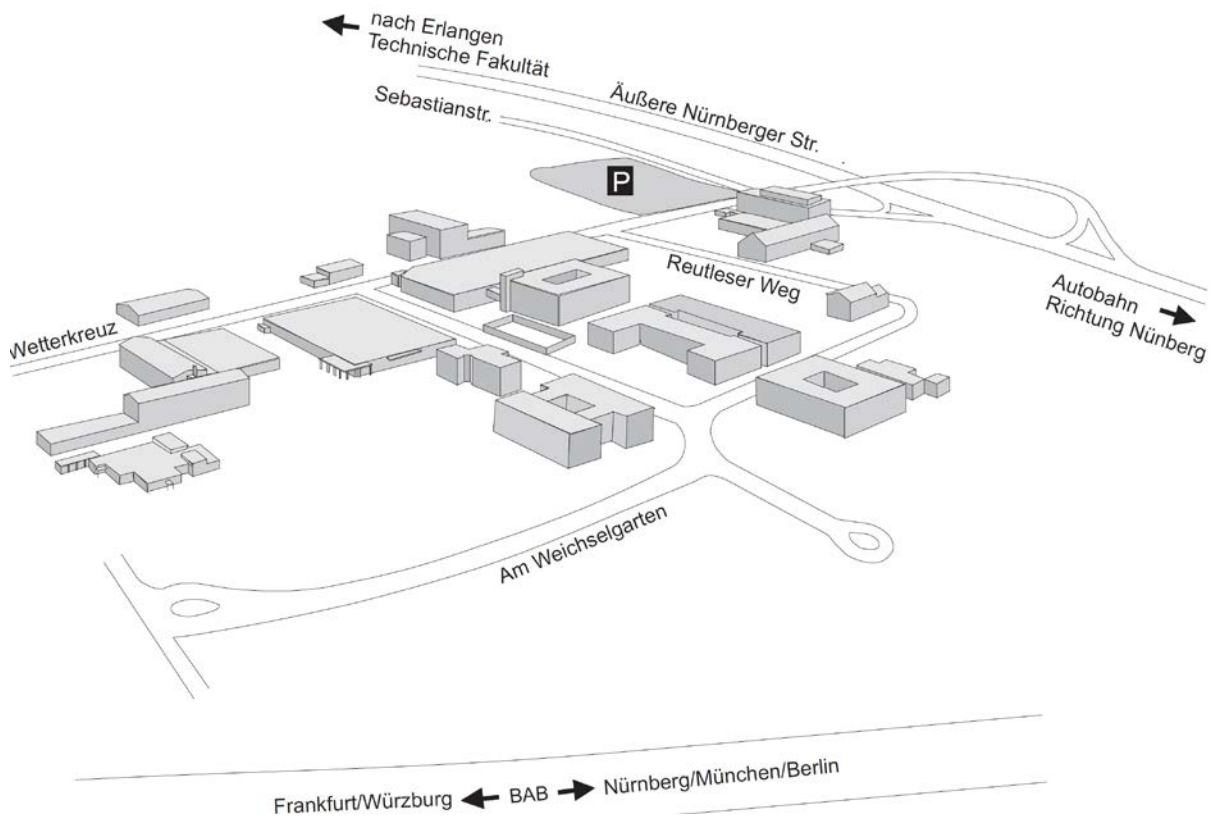 nach Erlangen
Technische Fakultät
Äußere Nürnberger Str.
Sebastianstr.
P
Reutleser Weg
Autobahn
Richtung Nünberg
Wetterkreuz
Am Weichselgarten
Frankfurt/Würzburg
BAB
Nürnberg/München/Berlin